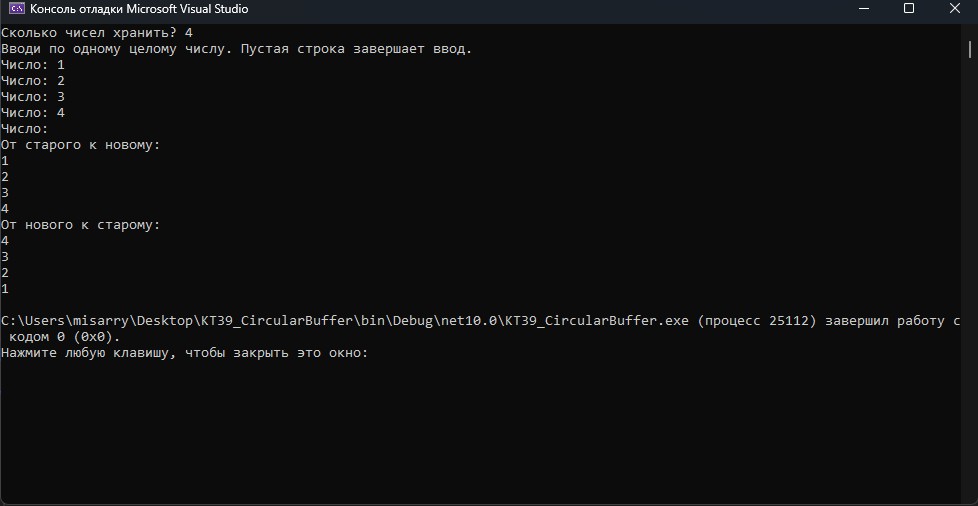 Консоль отладки Microsoft Visual Studio
Сколько чисел хранить? 4
Вводи по одному целому числу. Пустая строка завершает ввод.
Число: 1
Число: 2
Число: 3
Число: 4
Число:
От старого к новому:
1
2
3
4
От нового к старому:
4
3
2
1
C:\Users\misarry\Desktop\KT39_CircularBuffer\bin\Debug\net10.0\KT39_CircularBuffer.exe (процесс 25112) завершил работу с
кодом 0 (0x0).
Нажмите любую клавишу, чтобы закрыть это окно: